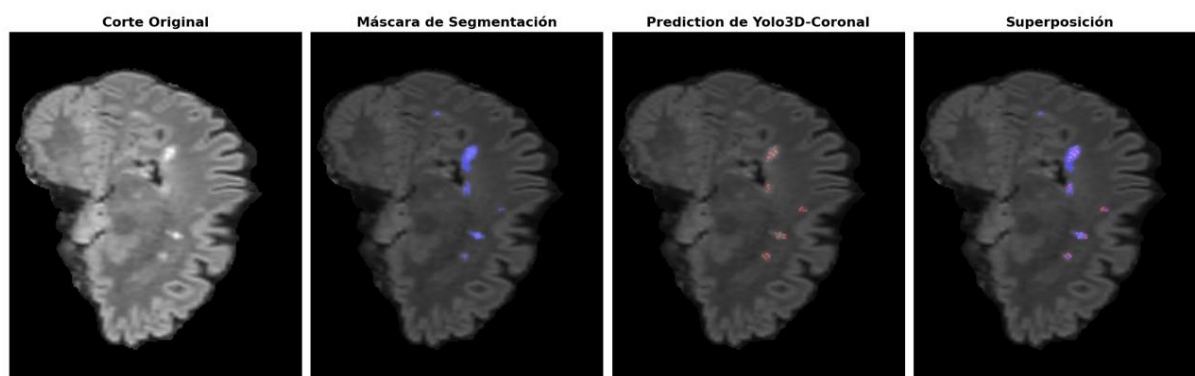 Corte Original
Máscara de Segmentación
Prediction de Yolo3D-Coronal
Superposición